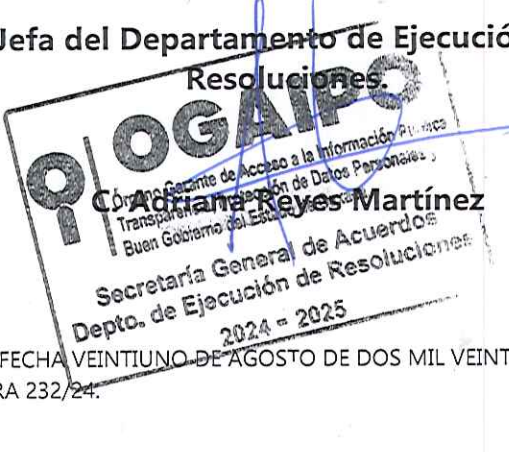 Jefa del Departamento de Ejecució
Resoluciones.
OGAIPO
Órgano Garante de Acceso a la Información Pública
Transparencia, Protección de Datos Personales y
Buen Gobierno del Estado
C. Adriana Reyes Martínez
Secretaría General de Acuerdos
Depto. de Ejecución de Resoluciones
2024 - 2025
FECHA VEINTIUNO DE AGOSTO DE DOS MIL VEINT
RA 232/24.